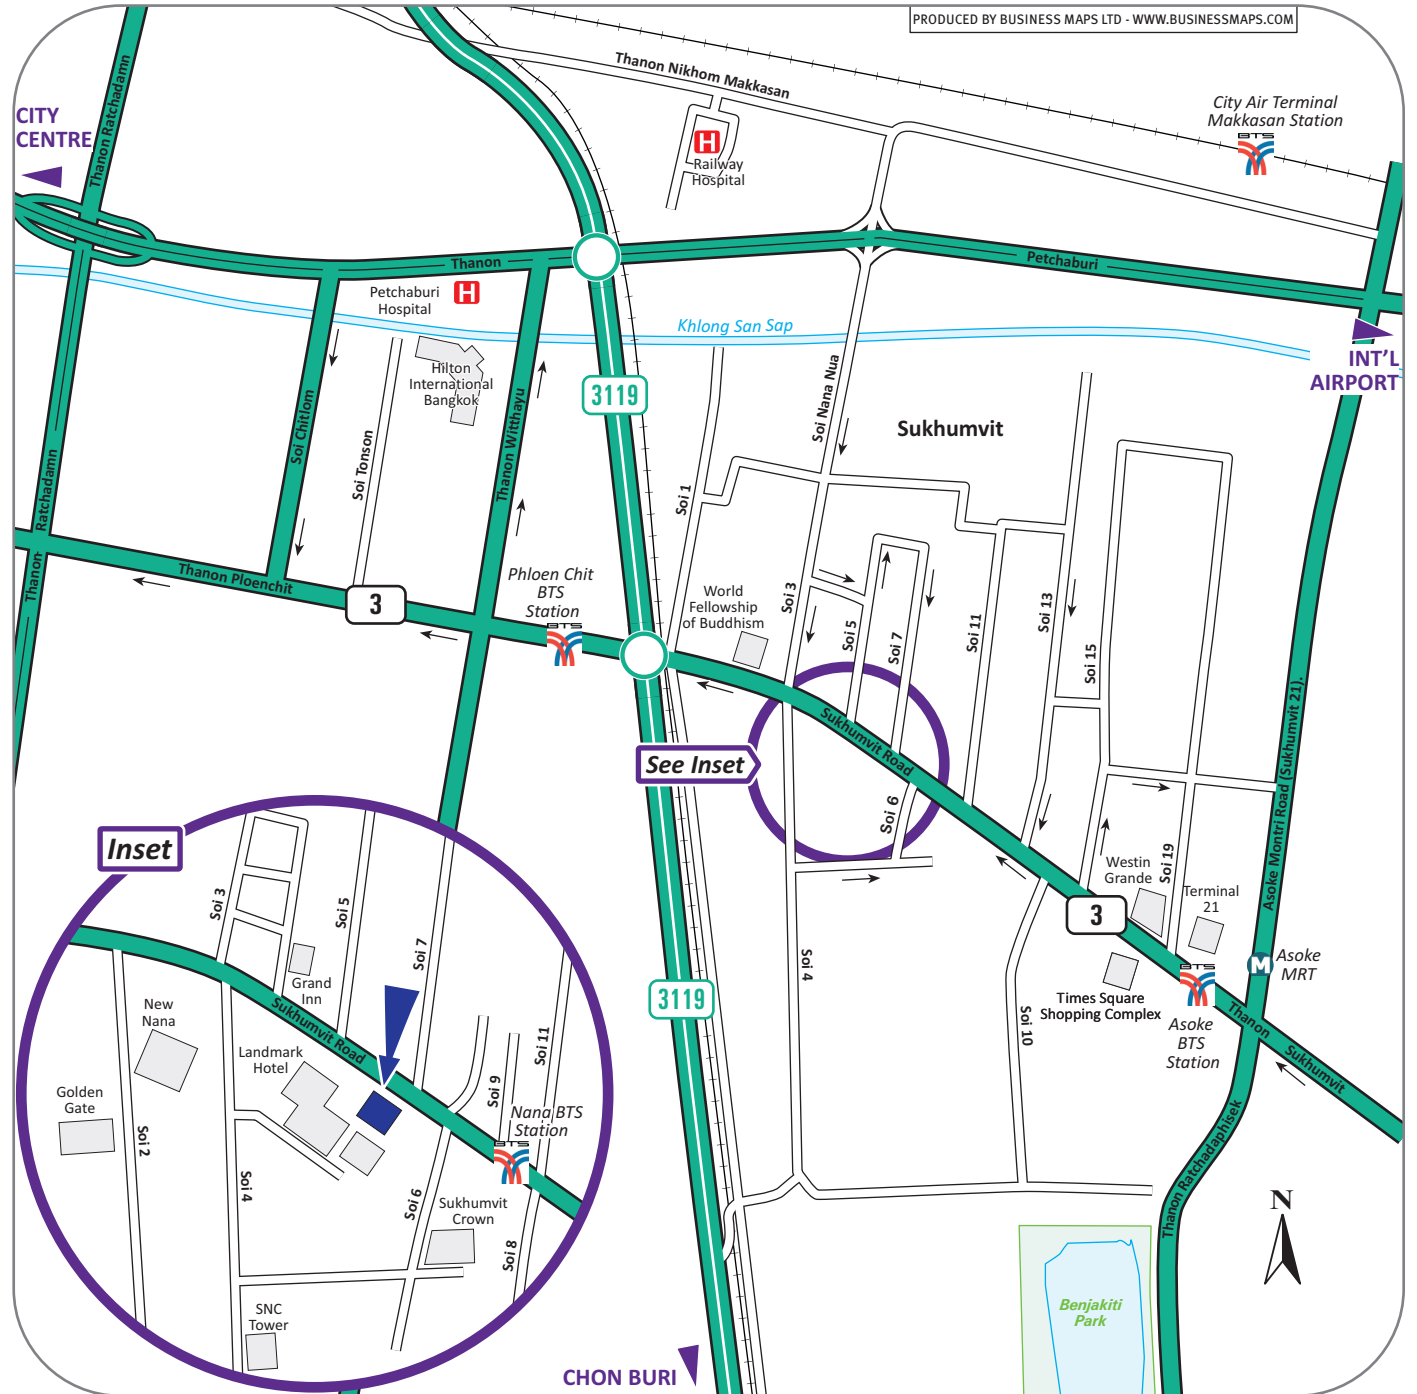 PRODUCED BY BUSINESS MAPS LTD - WWW.BUSINESSMAPS.COM
Thanon Ratchadamn
CITY
CENTRE
Thanon Nikhom Makkasan
City Air Terminal
Makkasan Station
BTS
H
Railway
Hospital
Thanon
Petchaburi
Petchaburi
Hospital
H
Khlong San Sap
INT'L
AIRPORT
Hilton
International
Bangkok
3119
Soi Chitlom
Soi Tonson
Thanon Witthayu
Soi Nana Nua
Sukhumvit
Ratchadamn
Thanon
Soi 1
Thanon Ploenchit
3
Phloen Chit
BTS
Station
BTS
World
Fellowship
of Buddhism
Soi 3
Soi 5
Soi 7
Soi 11
Soi 13
Soi 15
Asoke Montri Road (Sukhumvit 21).
Sukhumvit Road
See Inset
Soi 6
Westin
Grande
Soi 19
Terminal
21
3
Soi 4
Soi 10
Times Square
Shopping Complex
BTS
Asoke
BTS
Station
M
Asoke
MRT
Thanon
Sukhumvit
Thanon Ratchadaphisek
3119
N
Benjakiti
Park
CHON BURI
Inset
Soi 3
Soi 5
Soi 7
Grand
Inn
New
Nana
Sukhumvit Road
Landmark
Hotel
Golden
Gate
Soi 2
Soi 4
Soi 9
Soi 11
Nana BTS
Station
BTS
Soi 6
Sukhumvit
Crown
Soi 8
SNC
Tower